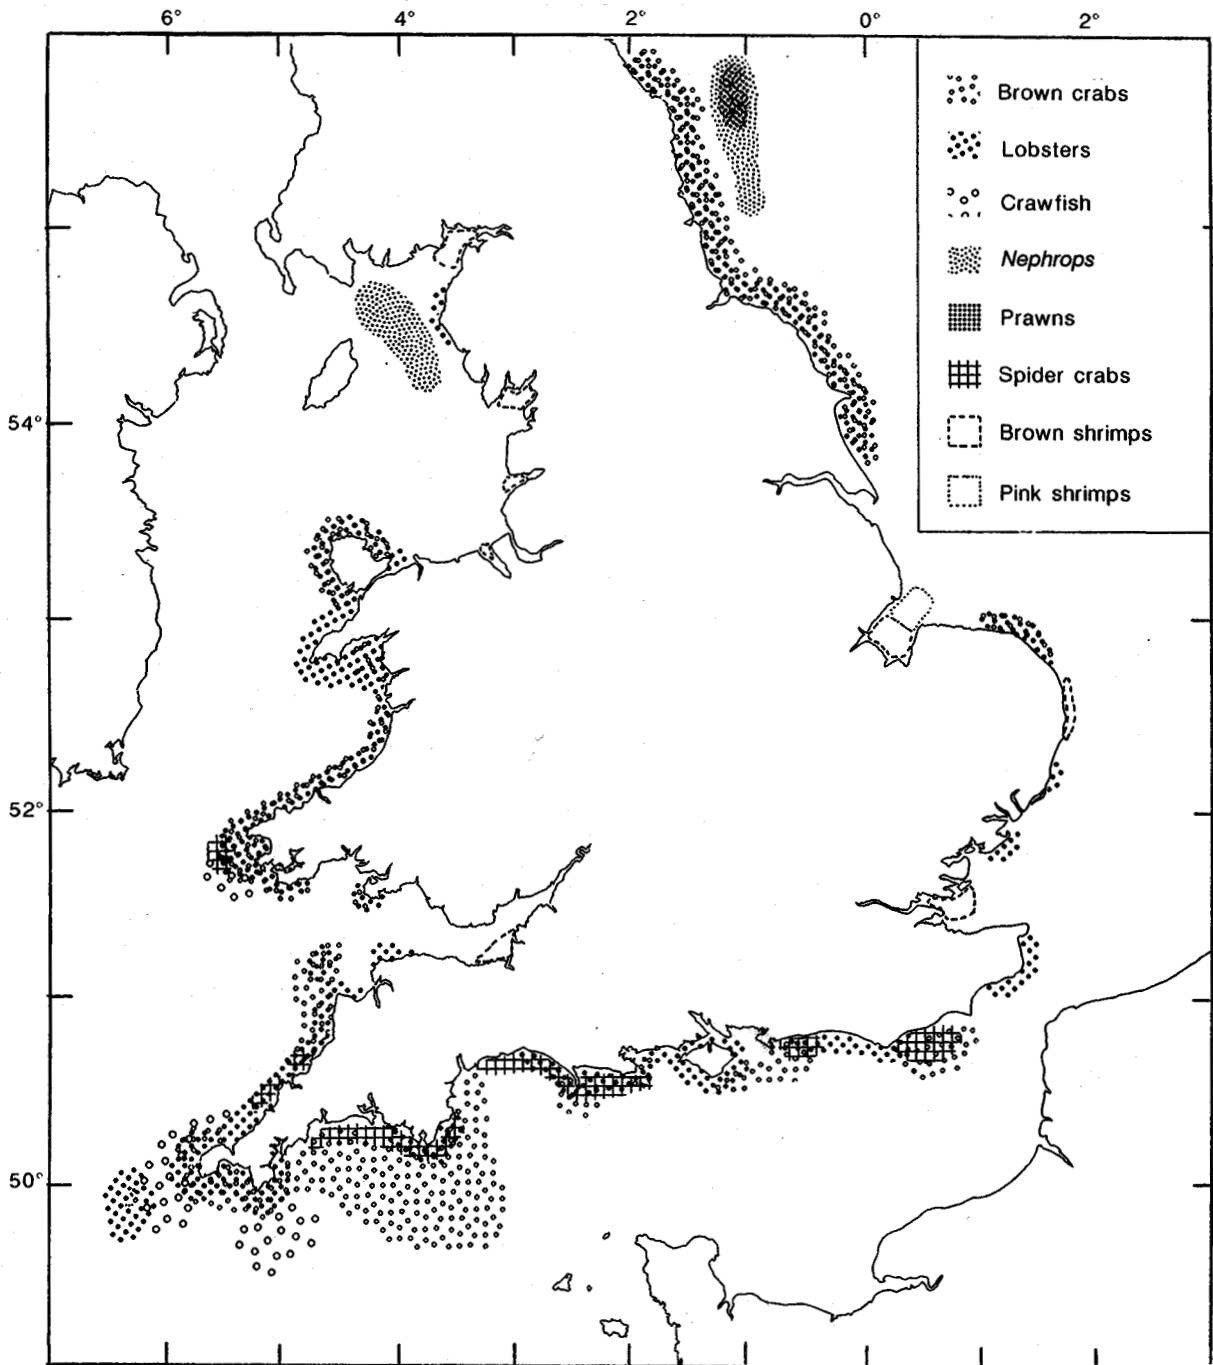 6° 4° 2° 0° 2°
Brown crabs
Lobsters
Crawfish
Nephrops
Prawns
Spider crabs
Brown shrimps
Pink shrimps
54°
52°
50°